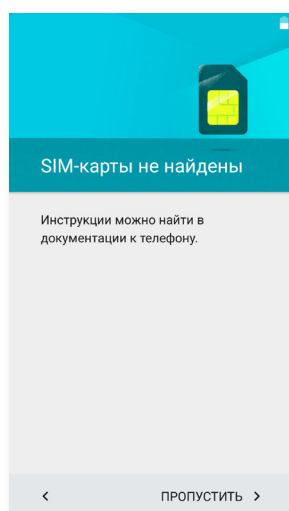 SIM-карты не найдены
Инструкции можно найти в
документации к телефону.
ПРОПУСТИТЬ